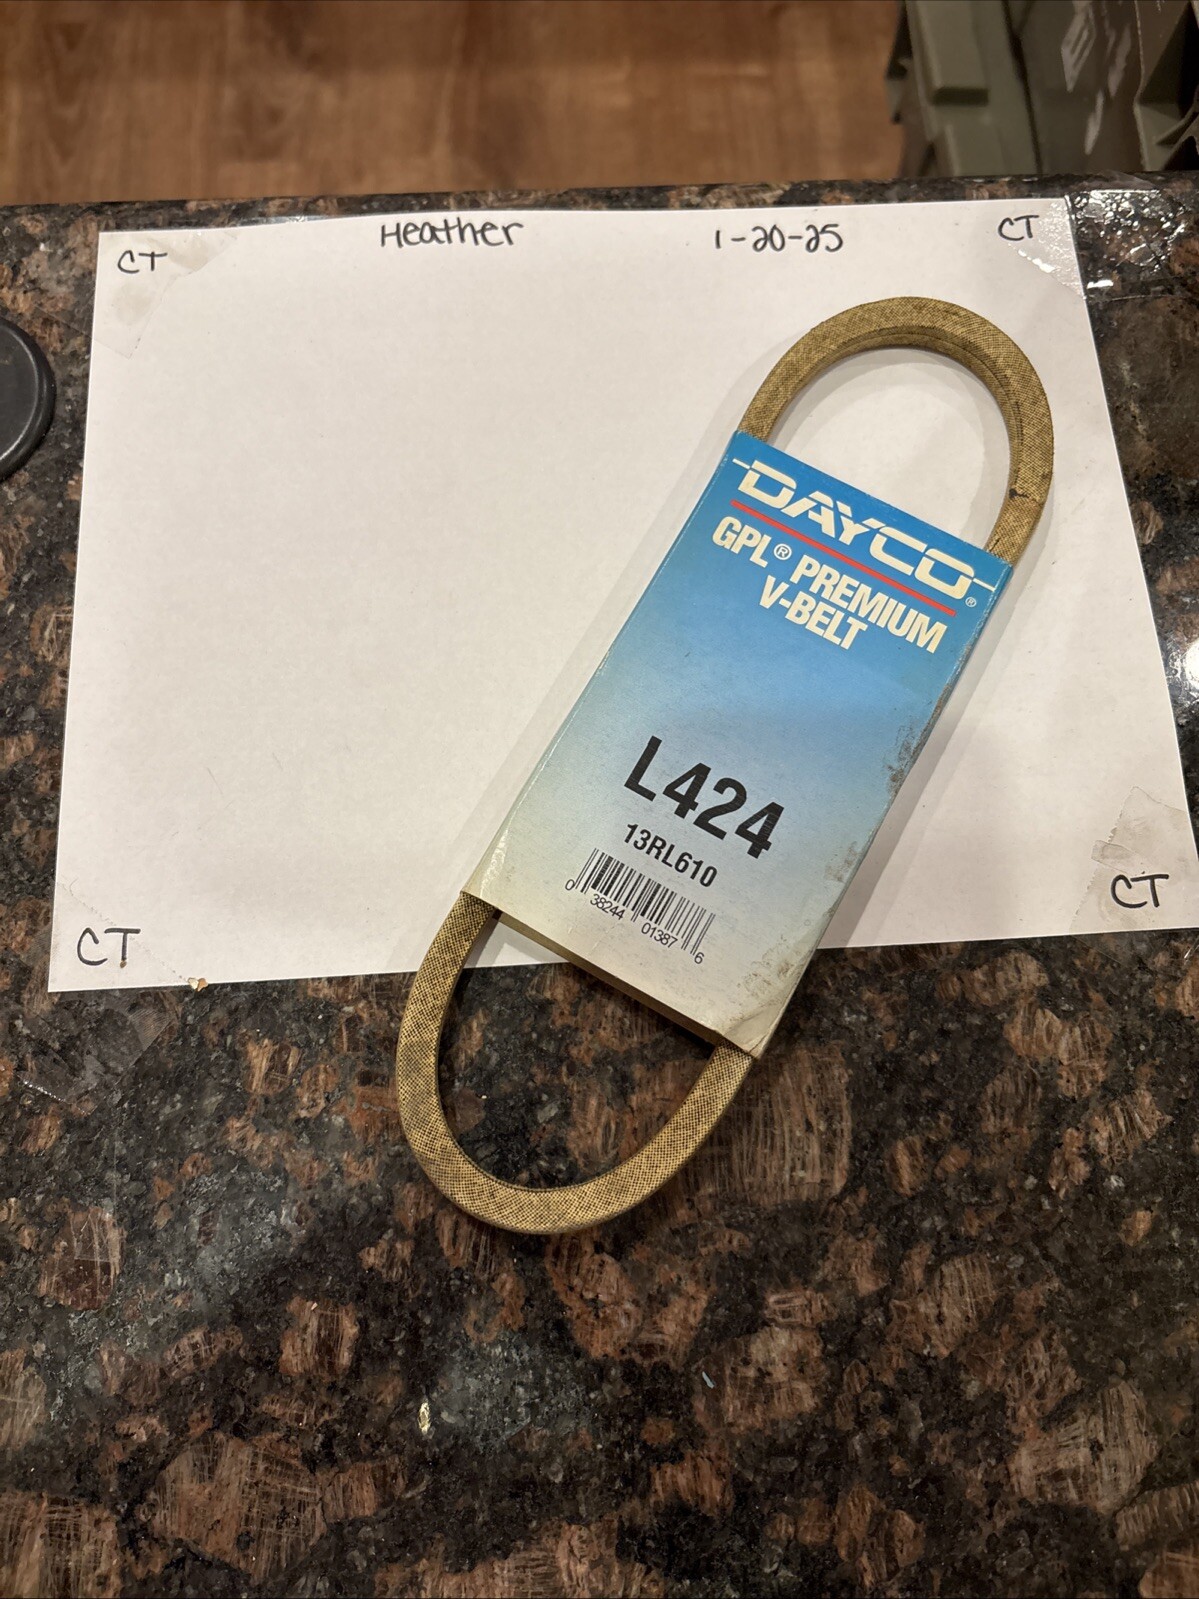 CT
Heather
1-20-25
CT
DAYCO®
GPL® PREMIUM
V-BELT
L424
13RL610
0 38244 01387 6
CT
CT